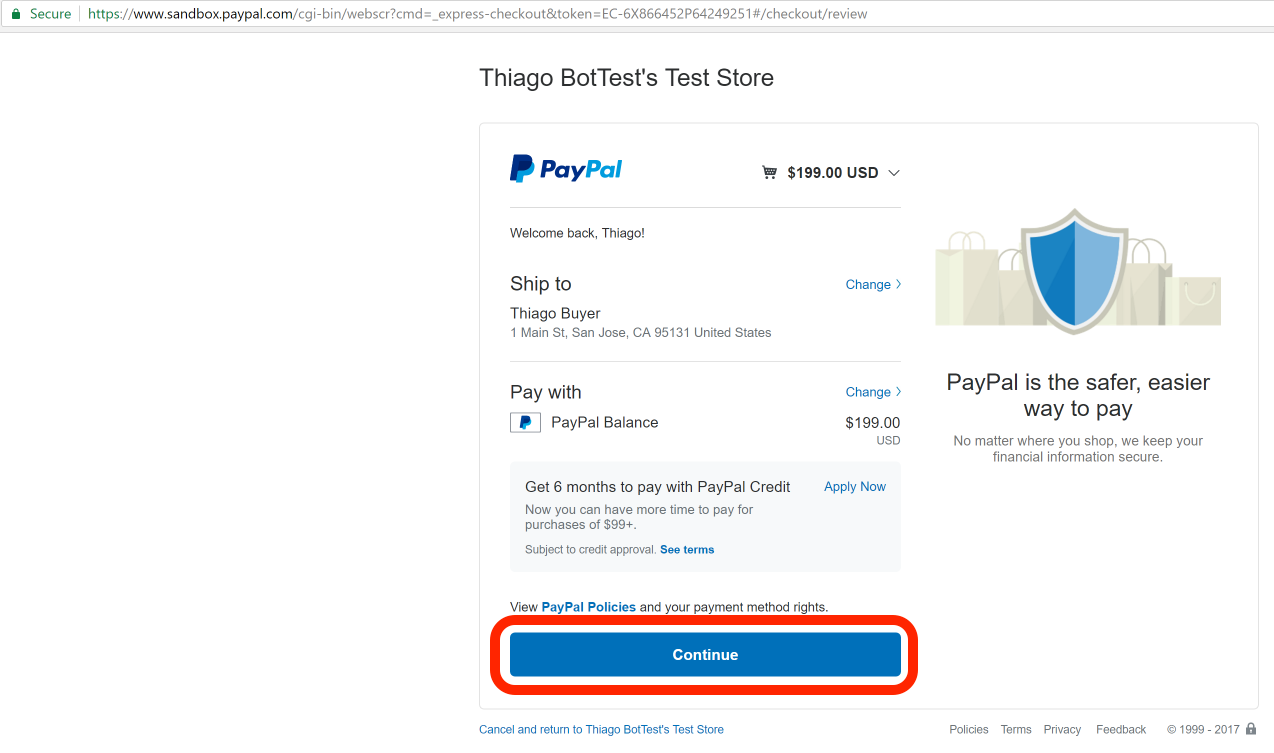 Secure https://www.sandbox.paypal.com/cgi-bin/webscr?cmd=_express-checkout&token=EC-6X866452P64249251#/checkout/review
Thiago BotTest's Test Store
PayPal $199.00 USD
Welcome back, Thiago!
Ship to Change
Thiago Buyer
1 Main St, San Jose, CA 95131 United States
Pay with Change
PayPal Balance $199.00
USD
Get 6 months to pay with PayPal Credit Apply Now
Now you can have more time to pay for
purchases of $99+.
Subject to credit approval. See terms
View PayPal Policies and your payment method rights.
Continue
PayPal is the safer, easier
way to pay
No matter where you shop, we keep your
financial information secure.
Cancel and return to Thiago BotTest's Test Store
Policies Terms Privacy Feedback © 1999 - 2017